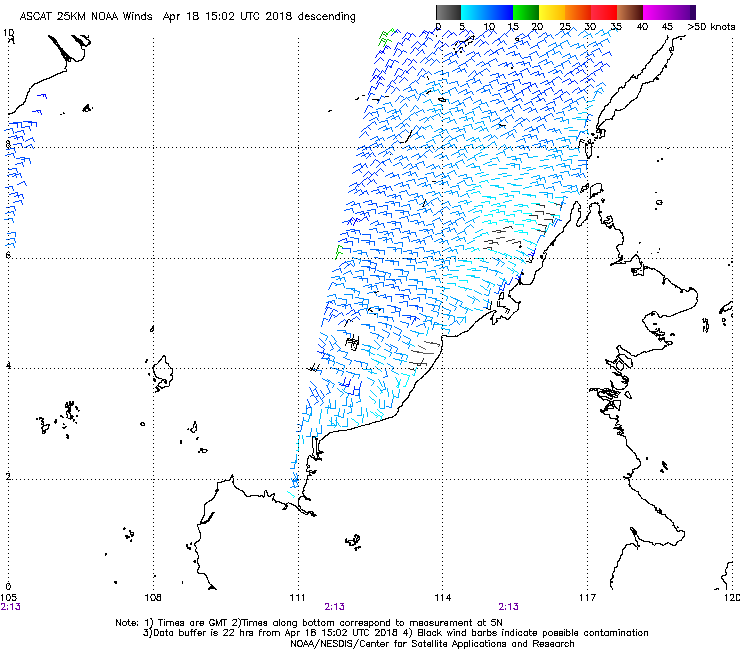 ASCAT 25KM NOAA Winds Apr 18 15:02 UTC 2018 descending
0 5 10 15 20 25 30 35 40 45 >50 knots
10
8
6
4
2
0
105 108 111 114 117 120
2:13 2:13 2:13
Note: 1) Times are GMT 2)Times along bottom correspond to measurement at 5N
3)Data buffer is 22 hrs from Apr 18 15:02 UTC 2018 4) Black wind barbs indicate possible contamination
NOAA/NESDIS/Center for Satellite Applications and Research